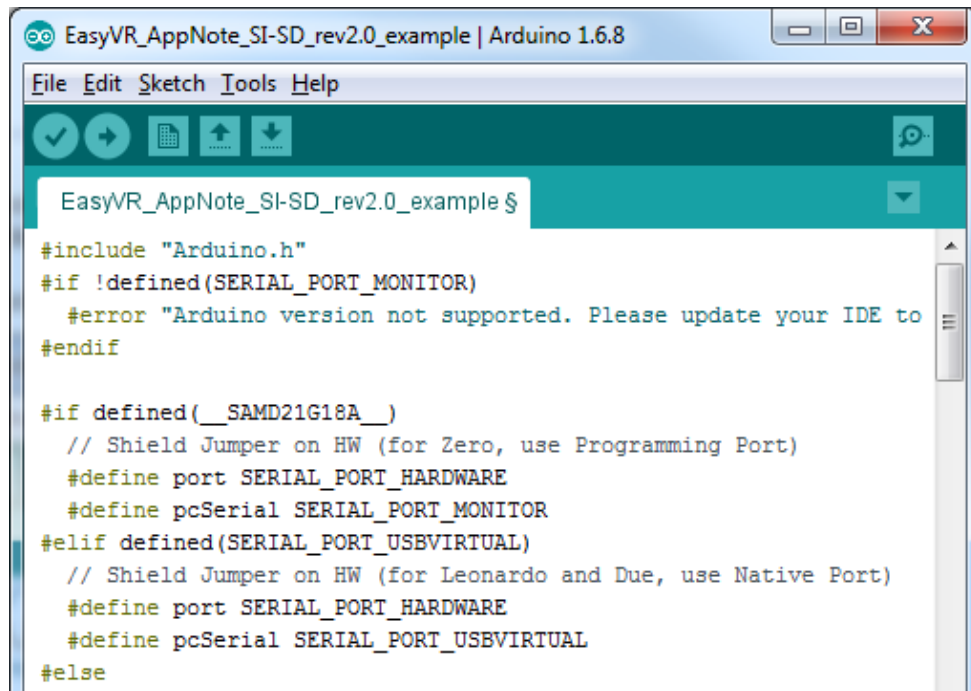 EasyVR_AppNote_SI-SD_rev2.0_example | Arduino 1.6.8
File Edit Sketch Tools Help
EasyVR_AppNote_SI-SD_rev2.0_example §
#include "Arduino.h"
#if !defined(SERIAL_PORT_MONITOR)
  #error "Arduino version not supported. Please update your IDE to
#endif

#if defined(__SAMD21G18A__)
  // Shield Jumper on HW (for Zero, use Programming Port)
  #define port SERIAL_PORT_HARDWARE
  #define pcSerial SERIAL_PORT_MONITOR
#elif defined(SERIAL_PORT_USBVIRTUAL)
  // Shield Jumper on HW (for Leonardo and Due, use Native Port)
  #define port SERIAL_PORT_HARDWARE
  #define pcSerial SERIAL_PORT_USBVIRTUAL
#else